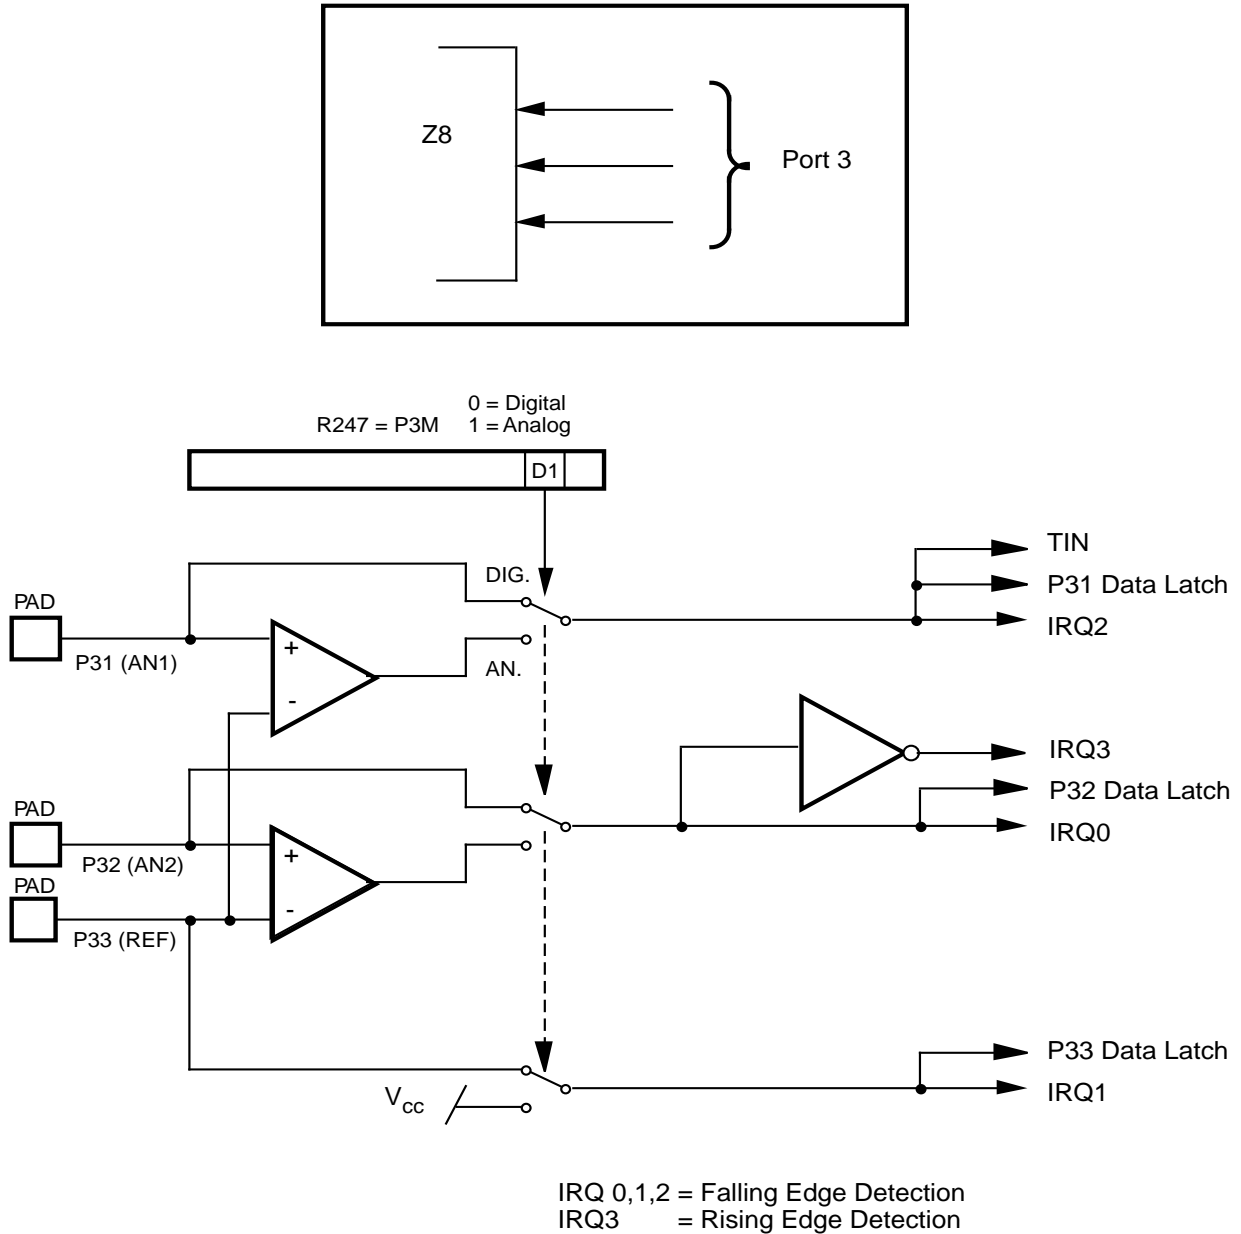 Z8
Port 3
0 = Digital
R247 = P3M 1 = Analog
D1
TIN
DIG.
P31 Data Latch
PAD
IRQ2
+
P31 (AN1)
AN.
-
IRQ3
P32 Data Latch
PAD
IRQ0
+
P32 (AN2)
PAD
-
P33 (REF)
P33 Data Latch
Vcc
IRQ1
IRQ 0,1,2 = Falling Edge Detection
IRQ3 = Rising Edge Detection